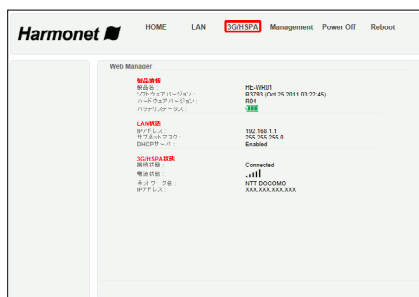 Harmonet
HOME LAN 3G/HSPA Management Power Off Reboot
Web Manager
製品情報
製品名: HE-WR01
ソフトウェアバージョン: R3793 (Oct 25 2011 03:22:45)
ハードウェアバージョン: R01
バッテリステータス:
LAN状態
IPアドレス: 192.168.1.1
サブネットマスク: 255.255.255.0
DHCPサーバ: Enabled
3G/HSPA状態
接続状態: Connected
電波状態:
ネットワーク名: NTT DOCOMO
IPアドレス: XXX.XXX.XXX.XXX